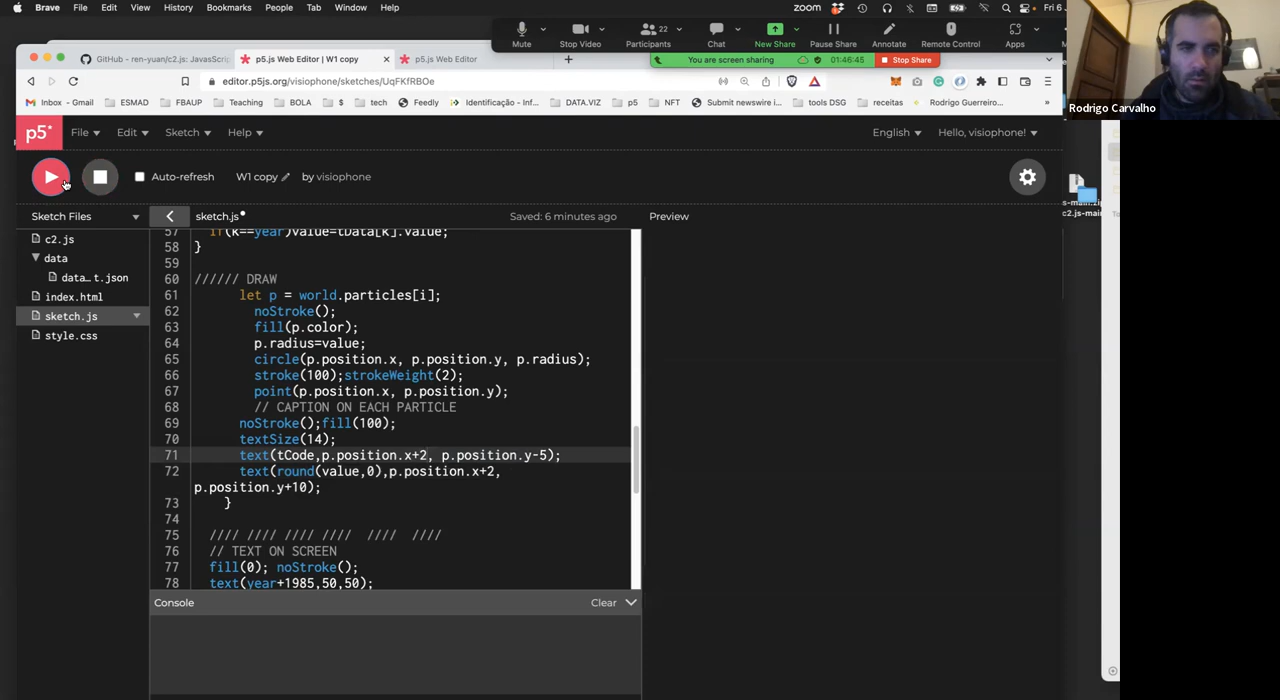 Brave File Edit View History Bookmarks People Tab Window Help
zoom
Fri 6
Mute
Stop Video
22
Participants
Chat
New Share
Pause Share
Annotate
Remote Control
Apps
You are screen sharing
01:46:45
Stop Share
Rodrigo Carvalho
GitHub - ren-yuan/c2.js: JavaScri
p5.js Web Editor | W1 copy
p5.js Web Editor
editor.p5js.org/visiophone/sketches/UqFKfRBOe
Inbox - Gmail
ESMAD
FBAUP
Teaching
BOLA
$
tech
Feedly
Identificação - Inf...
DATA.VIZ
p5
NFT
Submit newswire i...
tools DSG
receitas
Rodrigo Guerreiro...
p5*
File
Edit
Sketch
Help
English
Hello, visiophone!
Auto-refresh
W1 copy
by visiophone
Sketch Files
sketch.js
Saved: 6 minutes ago
Preview
c2.js
data
data_t.json
index.html
sketch.js
style.css
57 if(k==year)value=tData[k].value;
58 }
59
60 ////// DRAW
61 let p = world.particles[i];
62 noStroke();
63 fill(p.color);
64 p.radius=value;
65 circle(p.position.x, p.position.y, p.radius);
66 stroke(100);strokeWeight(2);
67 point(p.position.x, p.position.y);
68 // CAPTION ON EACH PARTICLE
69 noStroke();fill(100);
70 textSize(14);
71 text(tCode,p.position.x+2, p.position.y-5);
72 text(round(value,0),p.position.x+2,
p.position.y+10);
73 }
74
75 //// //// //// //// //// ////
76 // TEXT ON SCREEN
77 fill(0); noStroke();
78 text(year+1985,50,50);
Console
Clear
s-main.zip
c2.js-mai